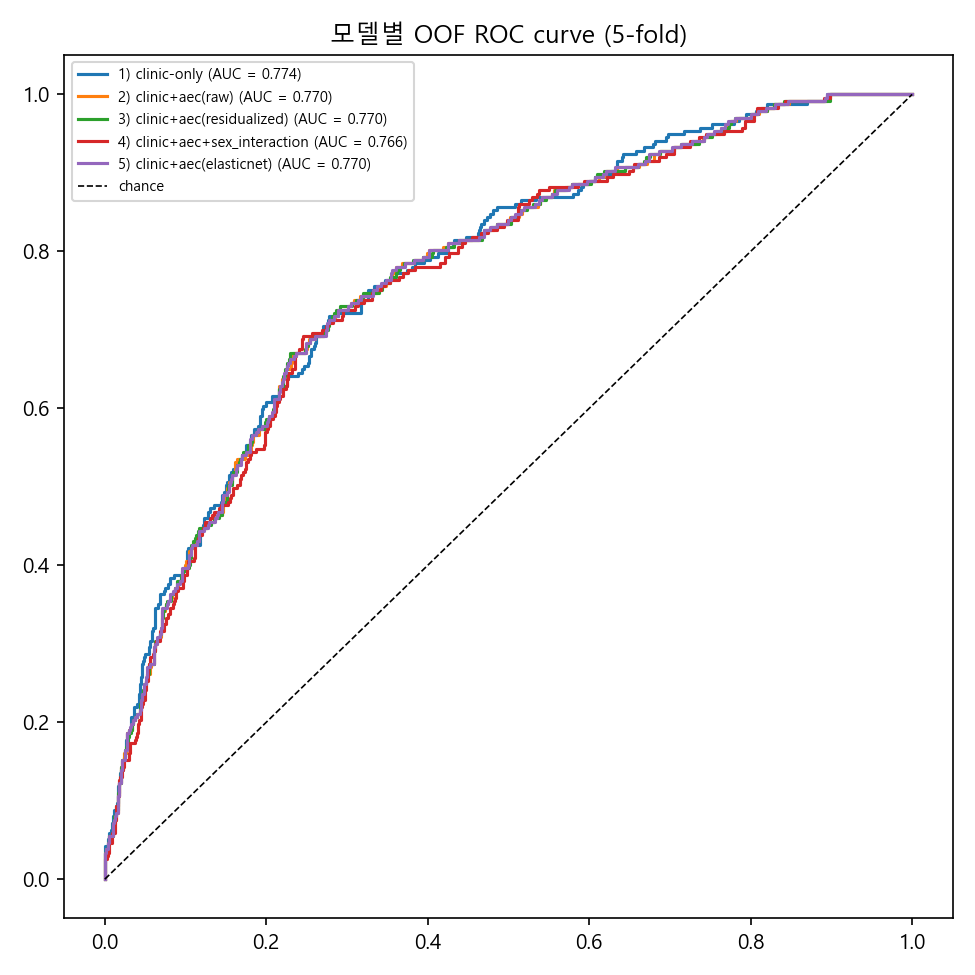 모델별 OOF ROC curve (5-fold)
1) clinic-only (AUC = 0.774)
2) clinic+aec(raw) (AUC = 0.770)
3) clinic+aec(residualized) (AUC = 0.770)
4) clinic+aec+sex_interaction (AUC = 0.766)
5) clinic+aec(elasticnet) (AUC = 0.770)
chance
1.0
0.8
0.6
0.4
0.2
0.0
0.0 0.2 0.4 0.6 0.8 1.0